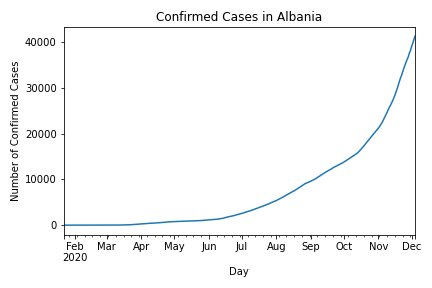 Confirmed Cases in Albania
40000
30000
20000
10000
0
Number of Confirmed Cases
Feb Mar Apr May Jun Jul Aug Sep Oct Nov Dec
2020
Day